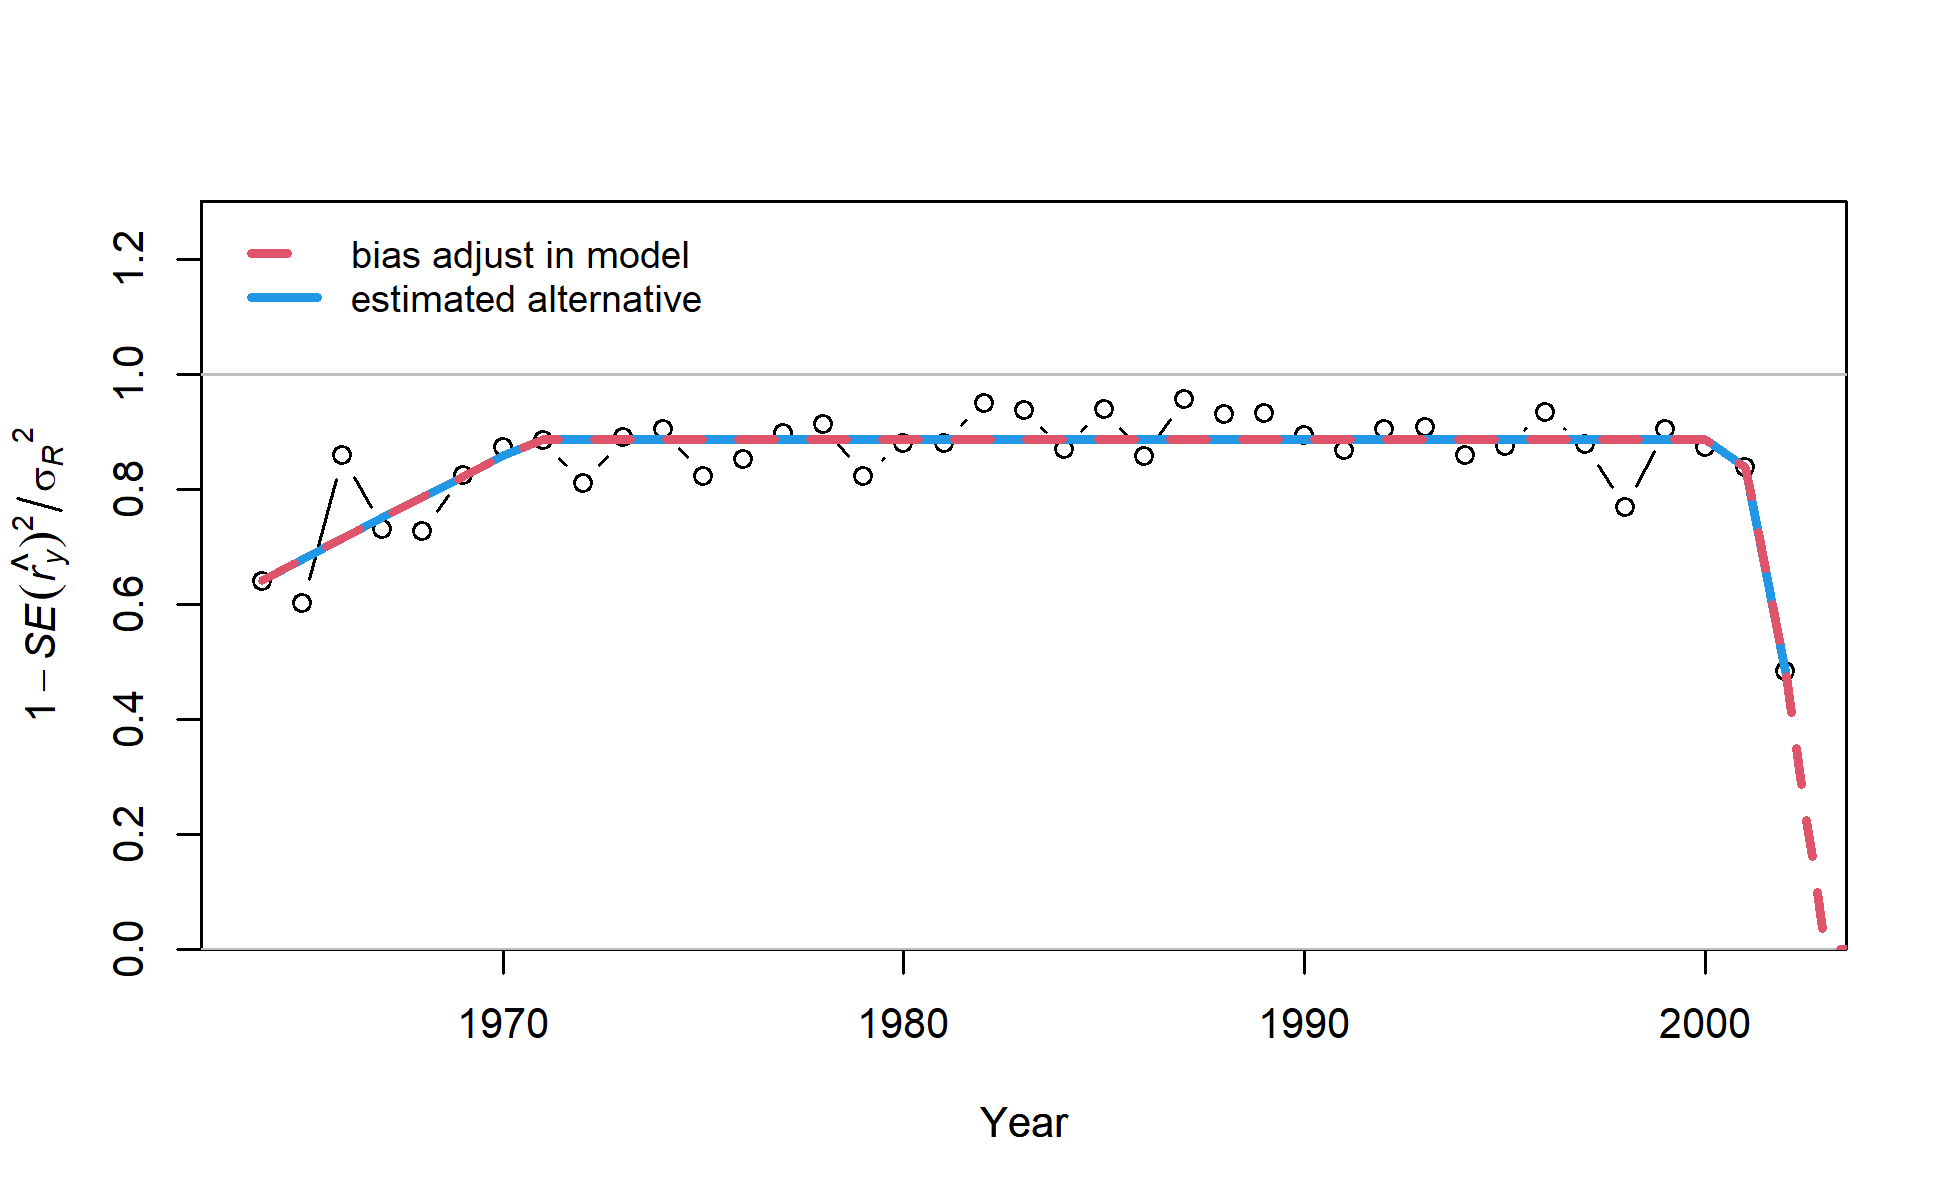 bias adjust in model
estimated alternative
1.2
1.0
0.8
0.6
0.4
0.2
0.0
1 − SE(r̂y)² / σR²
1970 1980 1990 2000
Year